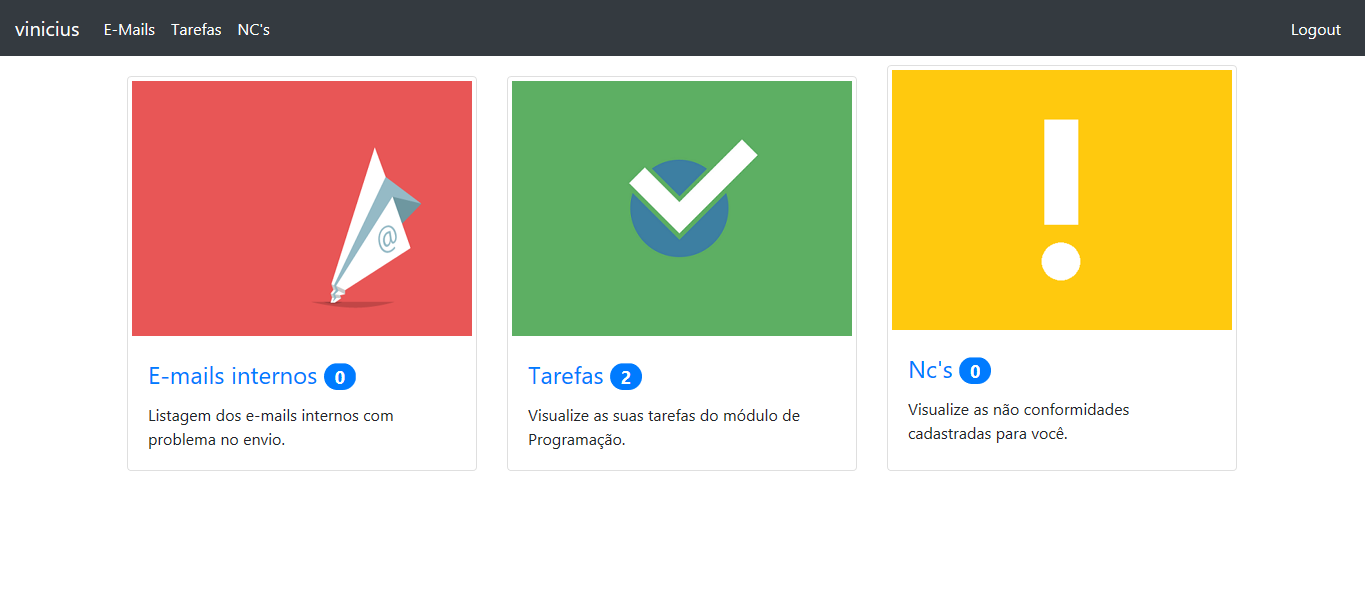 vinicius E-Mails Tarefas NC's Logout
@
E-mails internos 0
Listagem dos e-mails internos com
problema no envio.
Tarefas 2
Visualize as suas tarefas do módulo de
Programação.
Nc's 0
Visualize as não conformidades
cadastradas para você.